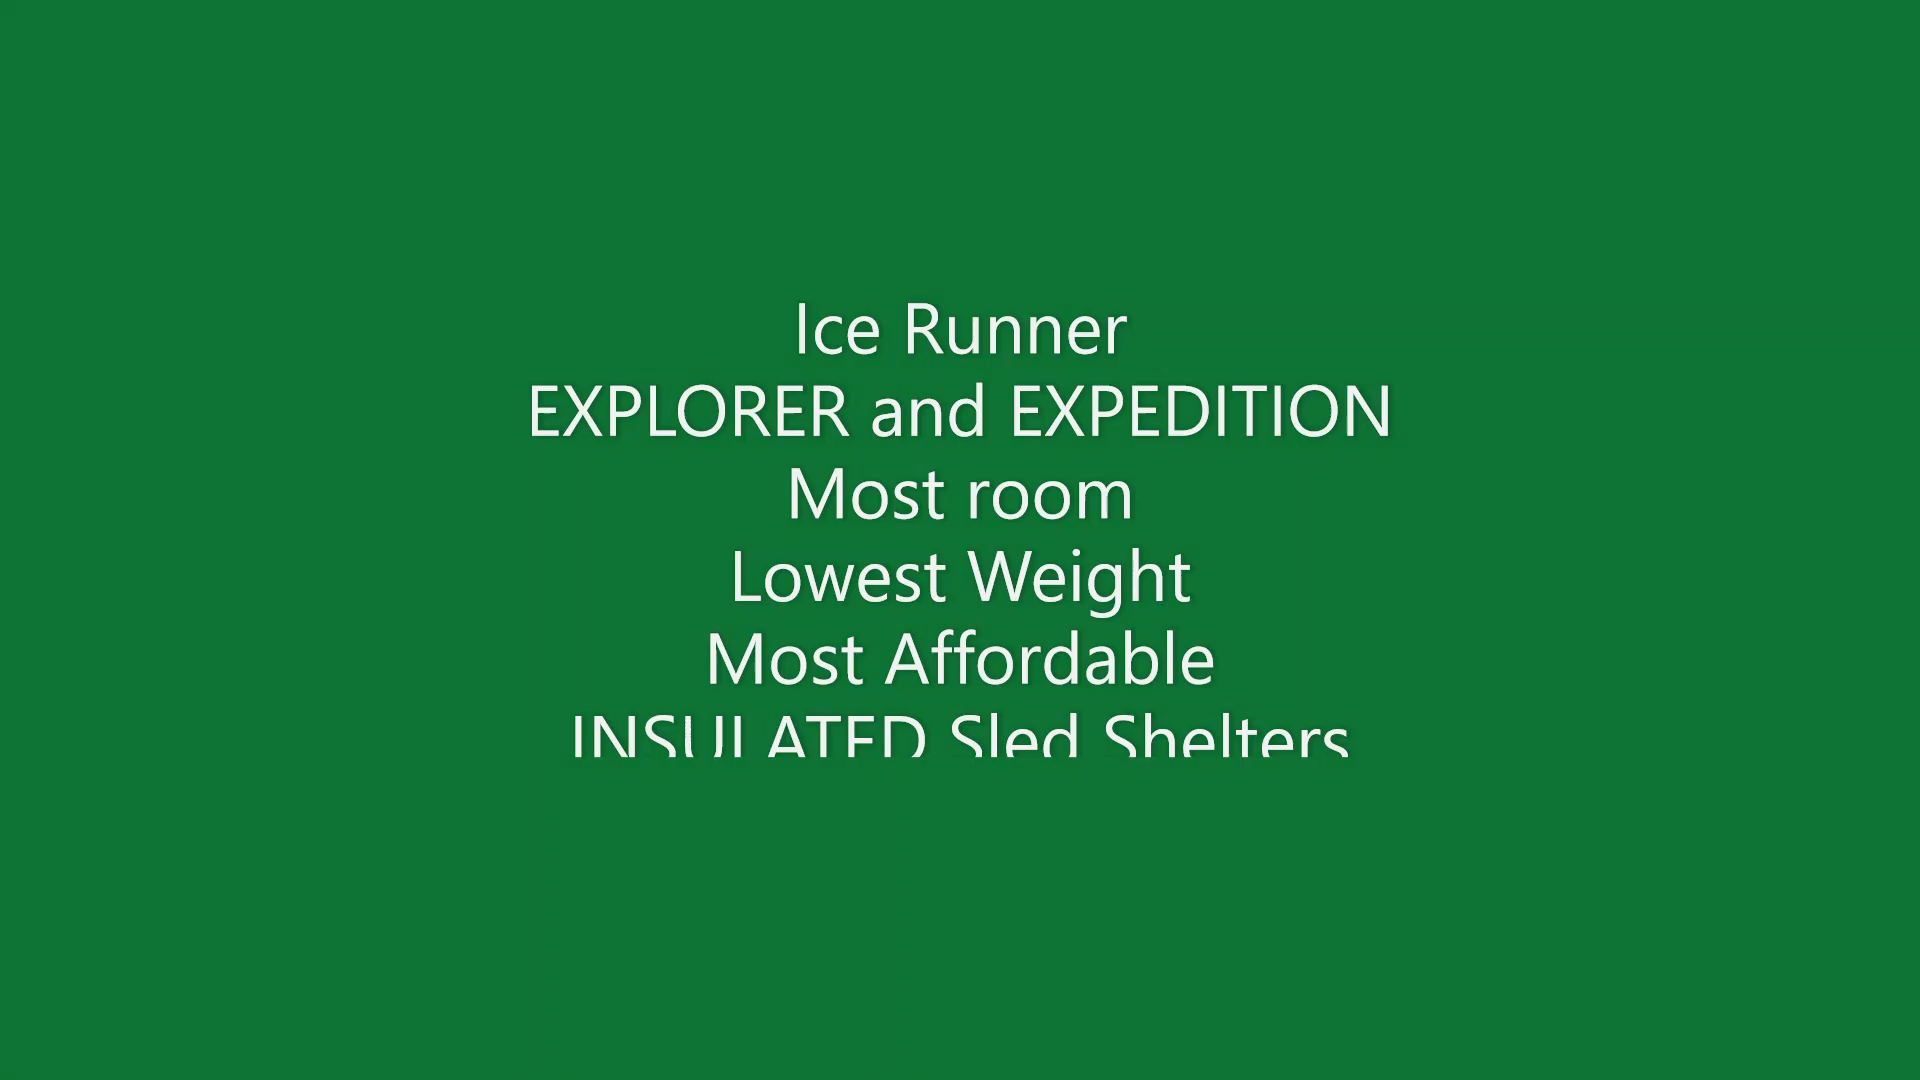 Ice Runner
EXPLORER and EXPEDITION
Most room
Lowest Weight
Most Affordable
INSULATED Sled Shelters